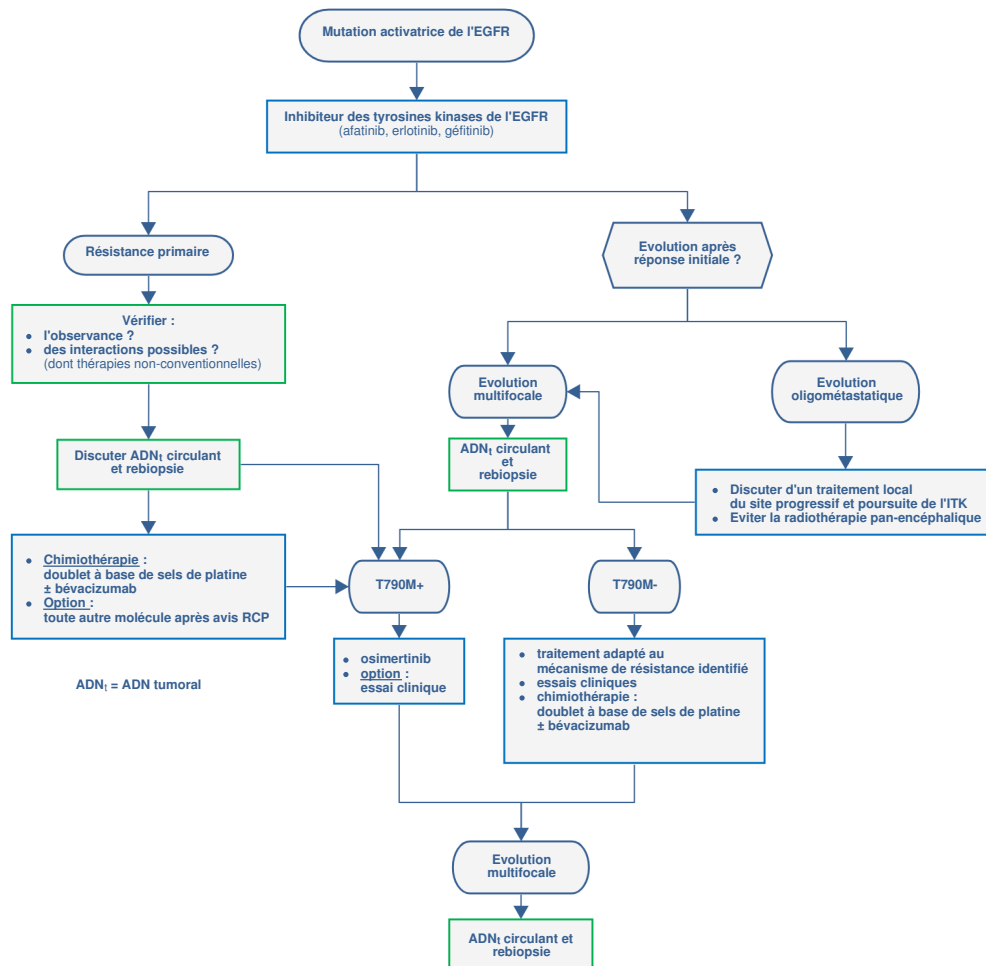 Mutation activatrice de l'EGFR
Inhibiteur des tyrosines kinases de l'EGFR
(afatinib, erlotinib, géfitinib)
Résistance primaire
Evolution après
réponse initiale ?
Vérifier :
• l'observance ?
• des interactions possibles ?
(dont thérapies non-conventionnelles)
Evolution
multifocale
Evolution
oligométastatique
Discuter ADNt circulant
et rebiopsie
ADNt circulant
et
rebiopsie
• Discuter d'un traitement local
du site progressif et poursuite de l'ITK
• Eviter la radiothérapie pan-encéphalique
• Chimiothérapie :
doublet à base de sels de platine
± bévacizumab
• Option :
toute autre molécule après avis RCP
T790M+
T790M-
• osimertinib
• option :
essai clinique
• traitement adapté au
mécanisme de résistance identifié
• essais cliniques
• chimiothérapie :
doublet à base de sels de platine
± bévacizumab
ADNt = ADN tumoral
Evolution
multifocale
ADNt circulant et
rebiopsie